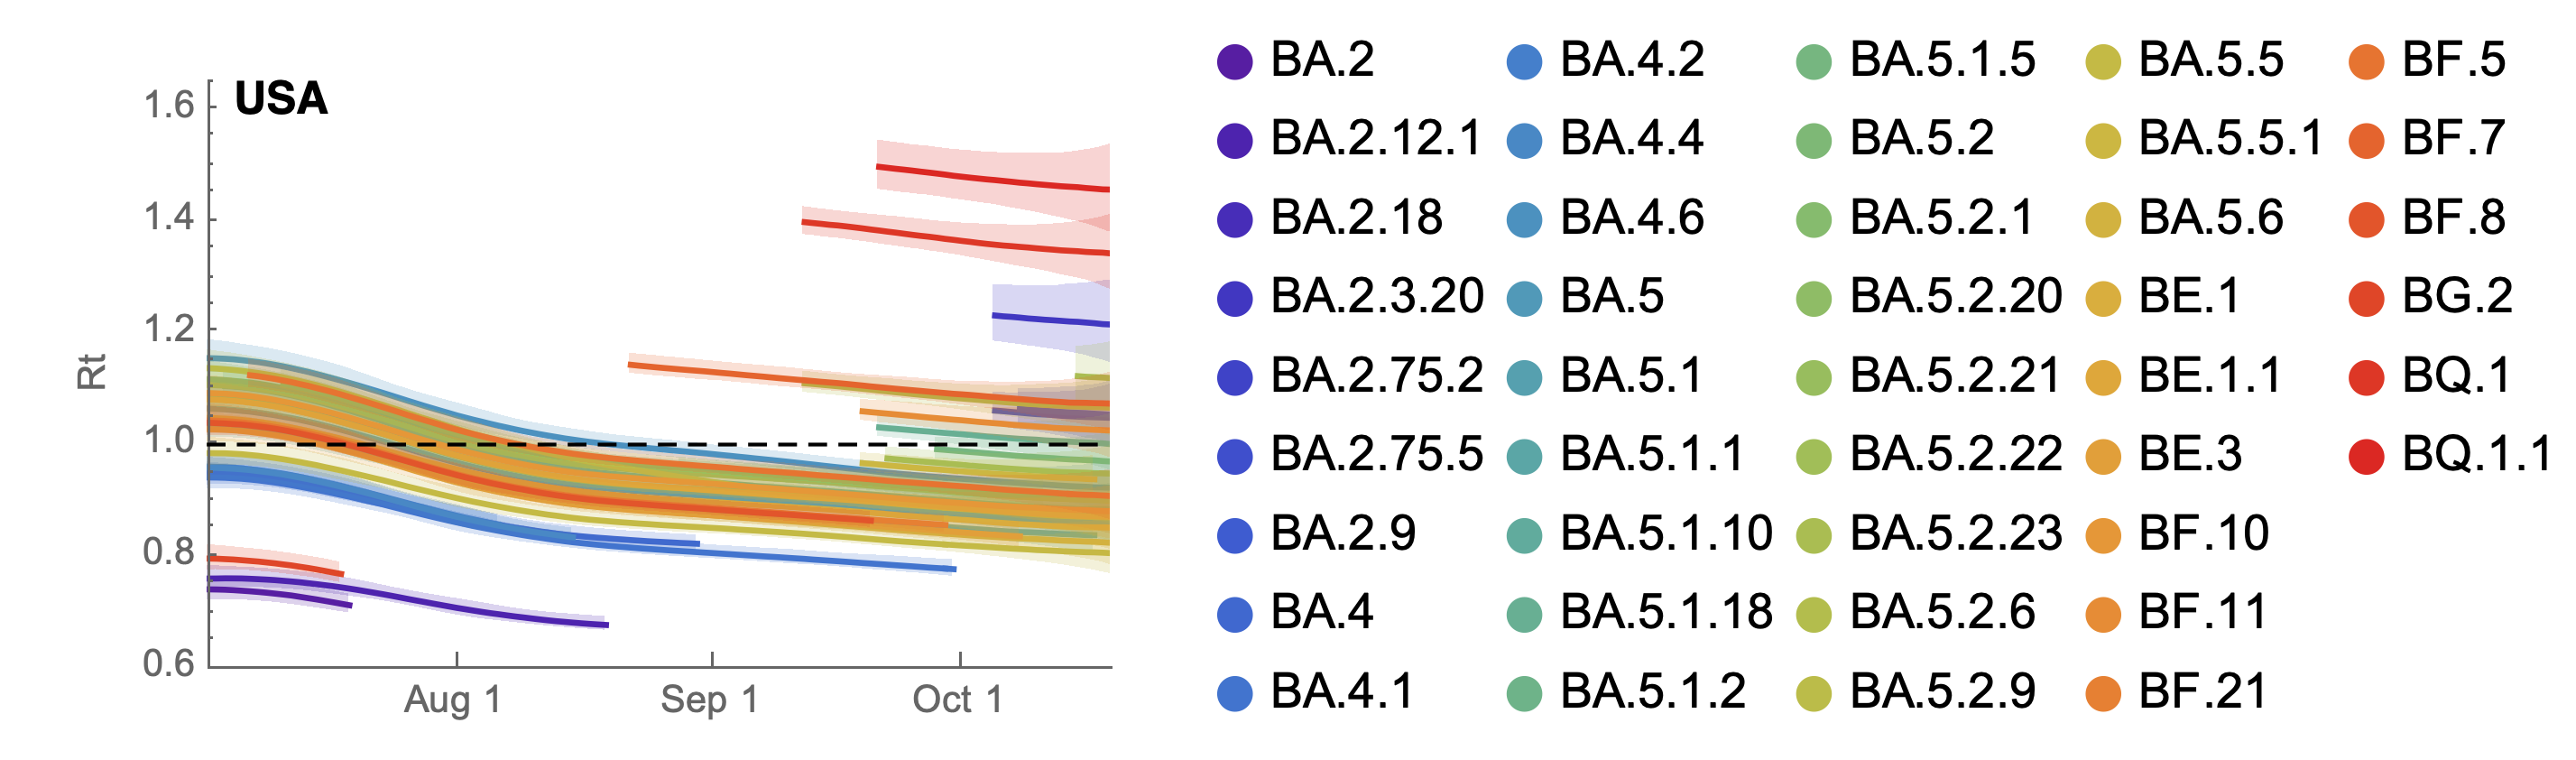 USA
1.6
1.4
1.2
1.0
0.8
0.6
Rt
Aug 1 Sep 1 Oct 1
BA.2 BA.4.2 BA.5.1.5 BA.5.5 BF.5
BA.2.12.1 BA.4.4 BA.5.2 BA.5.5.1 BF.7
BA.2.18 BA.4.6 BA.5.2.1 BA.5.6 BF.8
BA.2.3.20 BA.5 BA.5.2.20 BE.1 BG.2
BA.2.75.2 BA.5.1 BA.5.2.21 BE.1.1 BQ.1
BA.2.75.5 BA.5.1.1 BA.5.2.22 BE.3 BQ.1.1
BA.2.9 BA.5.1.10 BA.5.2.23 BF.10
BA.4 BA.5.1.18 BA.5.2.6 BF.11
BA.4.1 BA.5.1.2 BA.5.2.9 BF.21